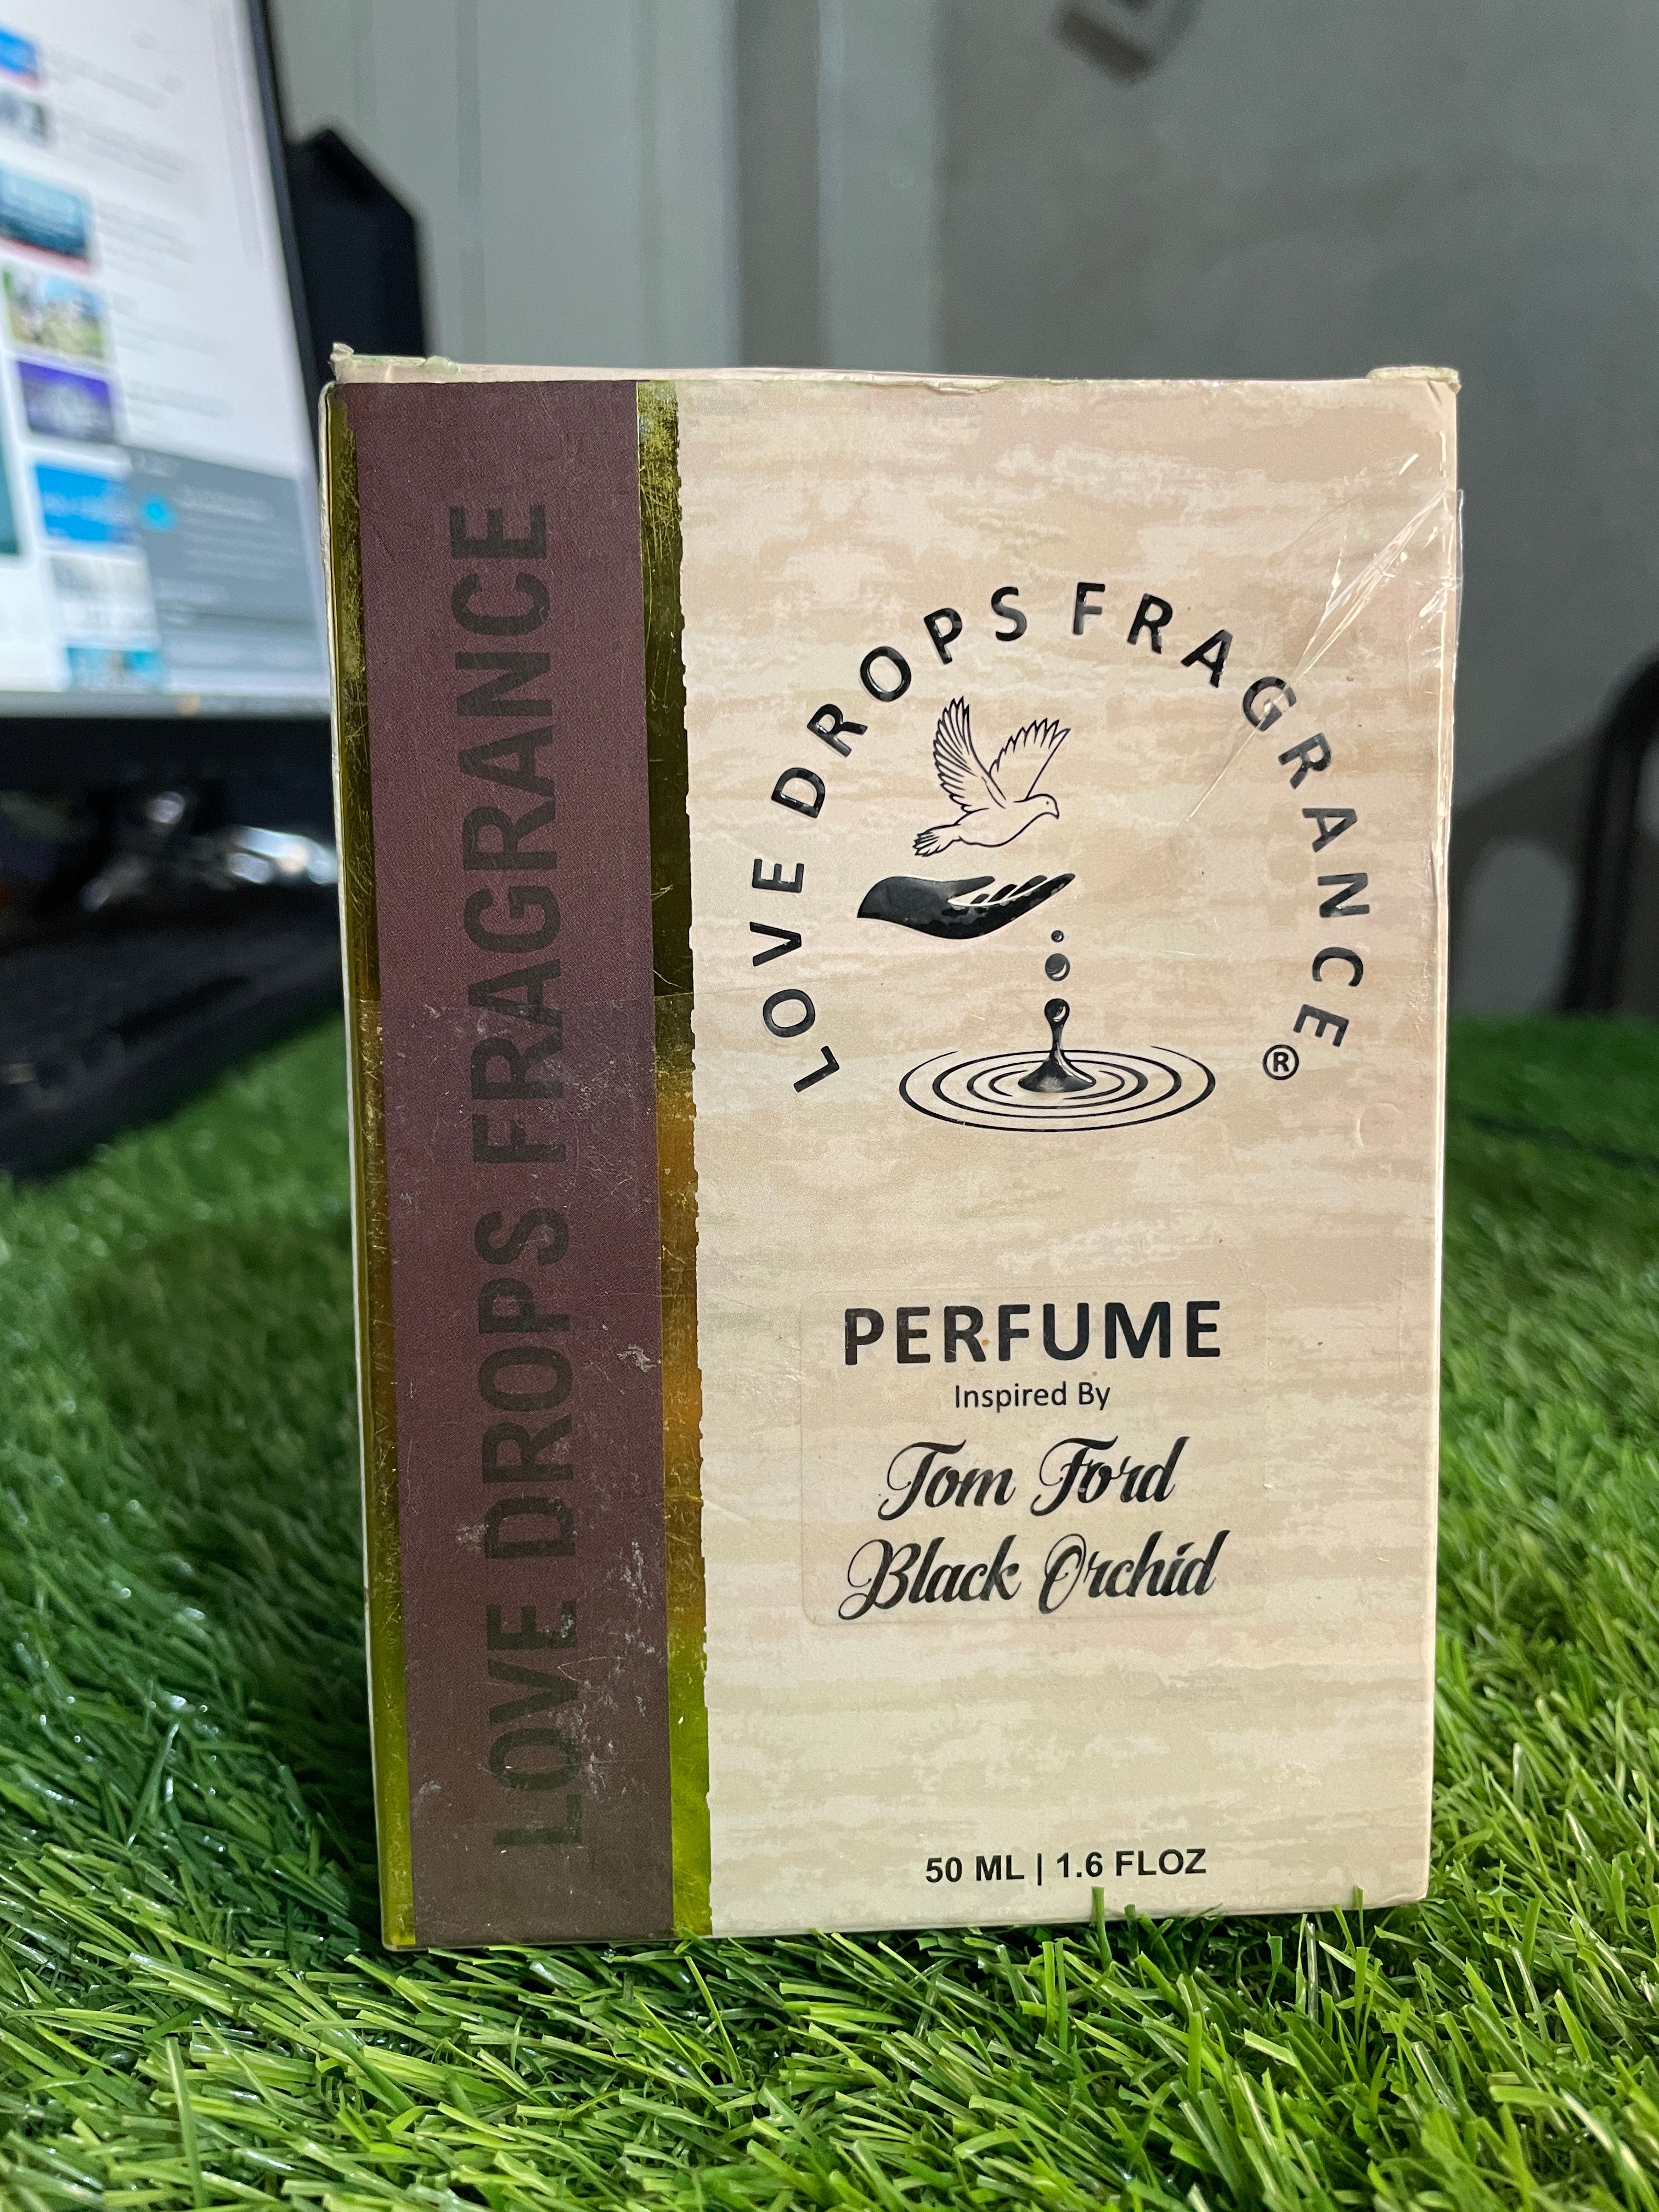 LOVE DROPS FRAGRANCE
LOVE DROPS FRAGRANCE ®
PERFUME
Inspired By
Tom Ford
Black Orchid
50 ML | 1.6 FLOZ